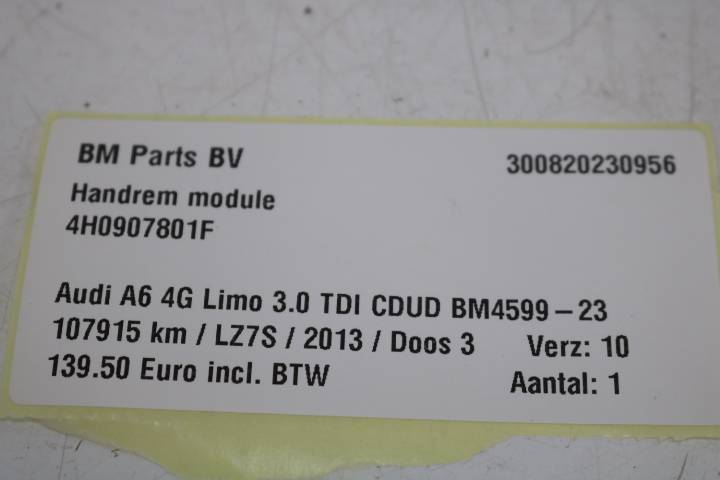 BM Parts BV 300820230956
Handrem module
4H0907801F
Audi A6 4G Limo 3.0 TDI CDUD BM4599-23
107915 km / LZ7S / 2013 / Doos 3 Verz: 10
139.50 Euro incl. BTW Aantal: 1